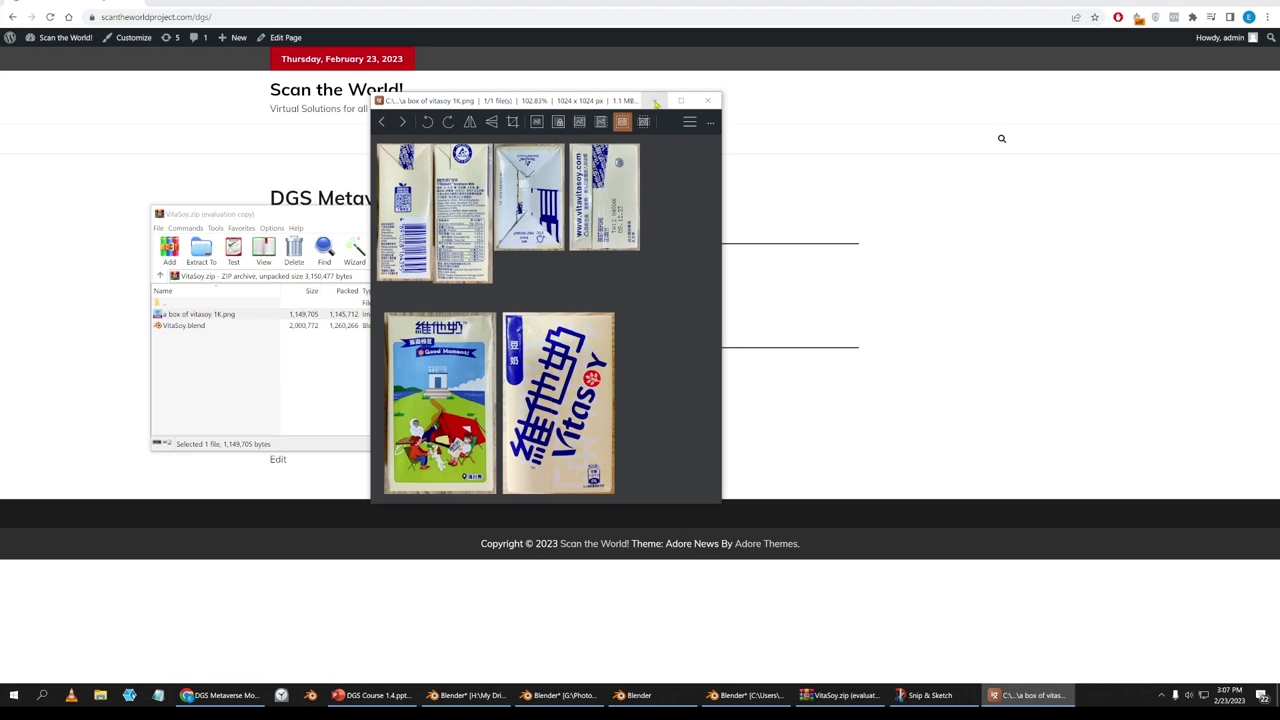 scantheworldproject.com/dgs/
Scan the World!
Customize
5
1
New
Edit Page
Howdy, admin
Thursday, February 23, 2023
Scan the World!
Virtual Solutions for all
C:\...\a box of vitasoy 1K.png | 1/1 file(s) | 102.83% | 1024 x 1024 px | 1.1 MB...
DGS Metav
VitaSoy.zip (evaluation copy)
File Commands Tools Favorites Options Help
Add Extract To Test View Delete Find Wizard
VitaSoy.zip - ZIP archive, unpacked size 3,150,477 bytes
Name Size Packed Ty
..
a box of vitasoy 1K.png 1,149,705 1,145,712
VitaSoy.blend 2,000,772 1,260,266
Selected 1 file, 1,149,705 bytes
www.vitavitasoy.com
維他奶
Good Moment!
豆奶
維他奶
Vitasoy
Edit
Copyright © 2023 Scan the World! Theme: Adore News By Adore Themes.
DGS Metaverse Mo...
DGS Course 1.4.ppt...
Blender* [H:\My Dri...
Blender* [G:\Photo...
Blender
Blender* [C:\Users\...
VitaSoy.zip (evaluat...
Snip & Sketch
C:\...\a box of vitas...
3:07 PM
2/23/2023
22